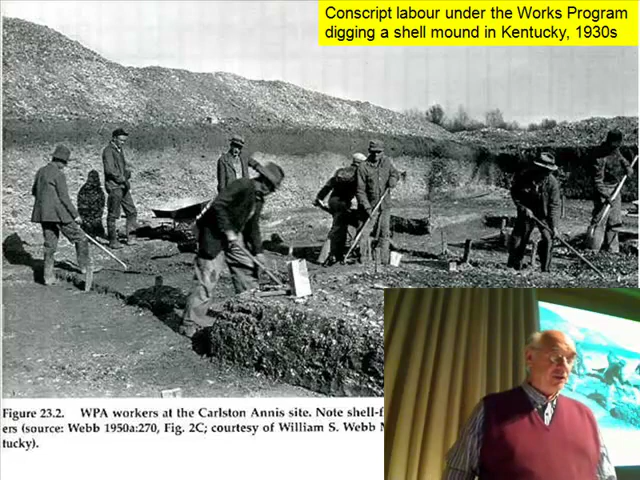 Conscript labour under the Works Program
digging a shell mound in Kentucky, 1930s
Figure 23.2. WPA workers at the Carlston Annis site. Note shell-f
ers (source: Webb 1950a:270, Fig. 2C; courtesy of William S. Webb
tucky).